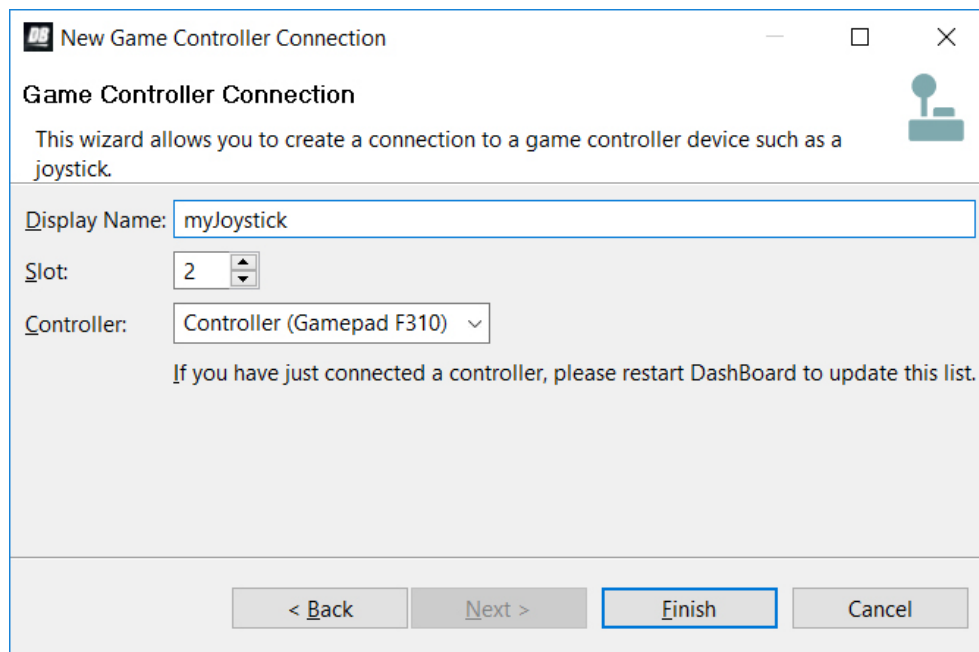 DB New Game Controller Connection
Game Controller Connection
This wizard allows you to create a connection to a game controller device such as a
joystick.
Display Name: myJoystick
Slot: 2
Controller: Controller (Gamepad F310)
If you have just connected a controller, please restart DashBoard to update this list.
< Back Next > Finish Cancel